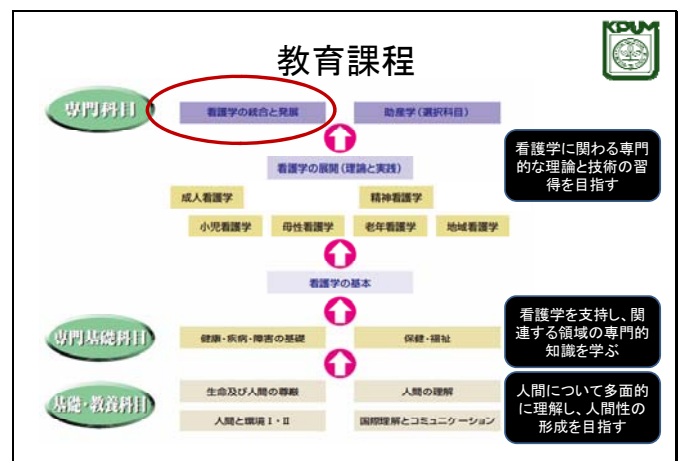 教育課程
KPUM
専門科目
看護学の統合と発展
助産学(選択科目)
看護学に関わる専門
的な理論と技術の習
得を目指す
看護学の展開(理論と実践)
成人看護学
精神看護学
小児看護学
母性看護学
老年看護学
地域看護学
看護学の基本
専門基礎科目
健康・疾病・障害の基礎
保健・福祉
看護学を支持し、関
連する領域の専門的
知識を学ぶ
基礎・教養科目
生命及び人間の尊厳
人間の理解
人間と環境Ⅰ・Ⅱ
国際理解とコミュニケーション
人間について多面的
に理解し、人間性の
形成を目指す